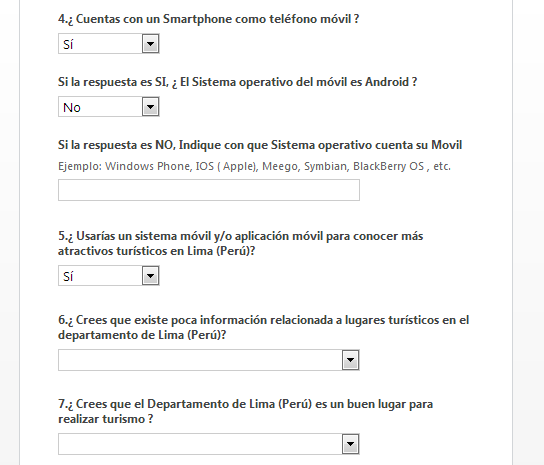 4.¿ Cuentas con un Smartphone como teléfono móvil ?
Sí
Si la respuesta es SI, ¿ El Sistema operativo del móvil es Android ?
No
Si la respuesta es NO, Indique con que Sistema operativo cuenta su Movil
Ejemplo: Windows Phone, IOS ( Apple), Meego, Symbian, BlackBerry OS , etc.
5.¿ Usarías un sistema móvil y/o aplicación móvil para conocer más
atractivos turísticos en Lima (Perú)?
Sí
6.¿ Crees que existe poca información relacionada a lugares turísticos en el
departamento de Lima (Perú)?
7.¿ Crees que el Departamento de Lima (Perú) es un buen lugar para
realizar turismo ?